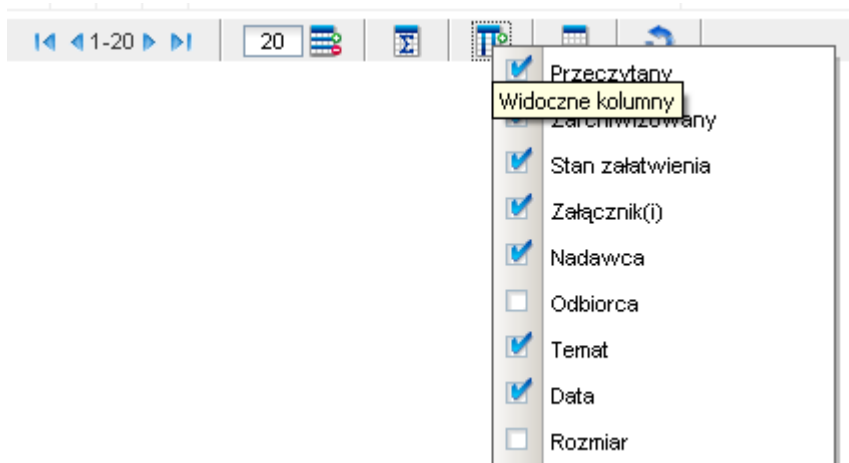 1-20
20
Σ
Przeczytany
Widoczne kolumny
Zarchiwizowany
Stan załatwienia
Załącznik(i)
Nadawca
Odbiorca
Temat
Data
Rozmiar